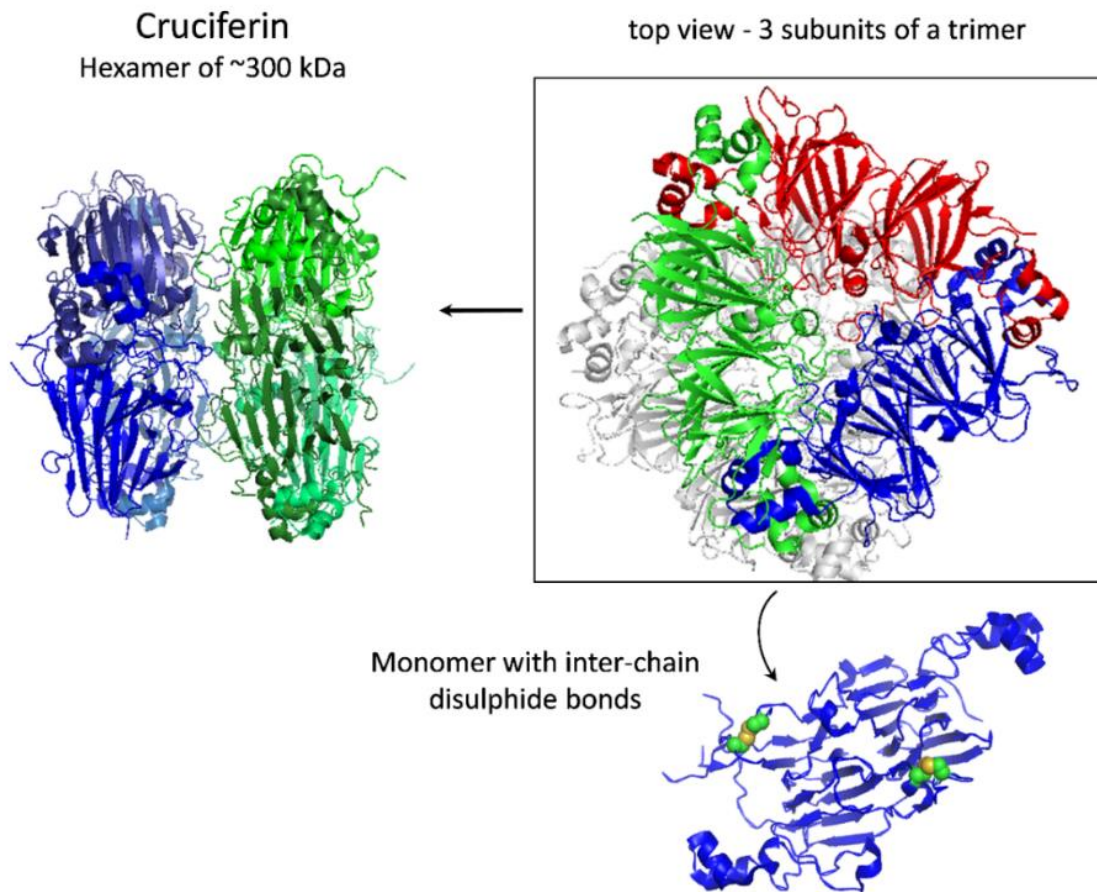 Cruciferin
Hexamer of ~300 kDa
top view - 3 subunits of a trimer
Monomer with inter-chain
disulphide bonds